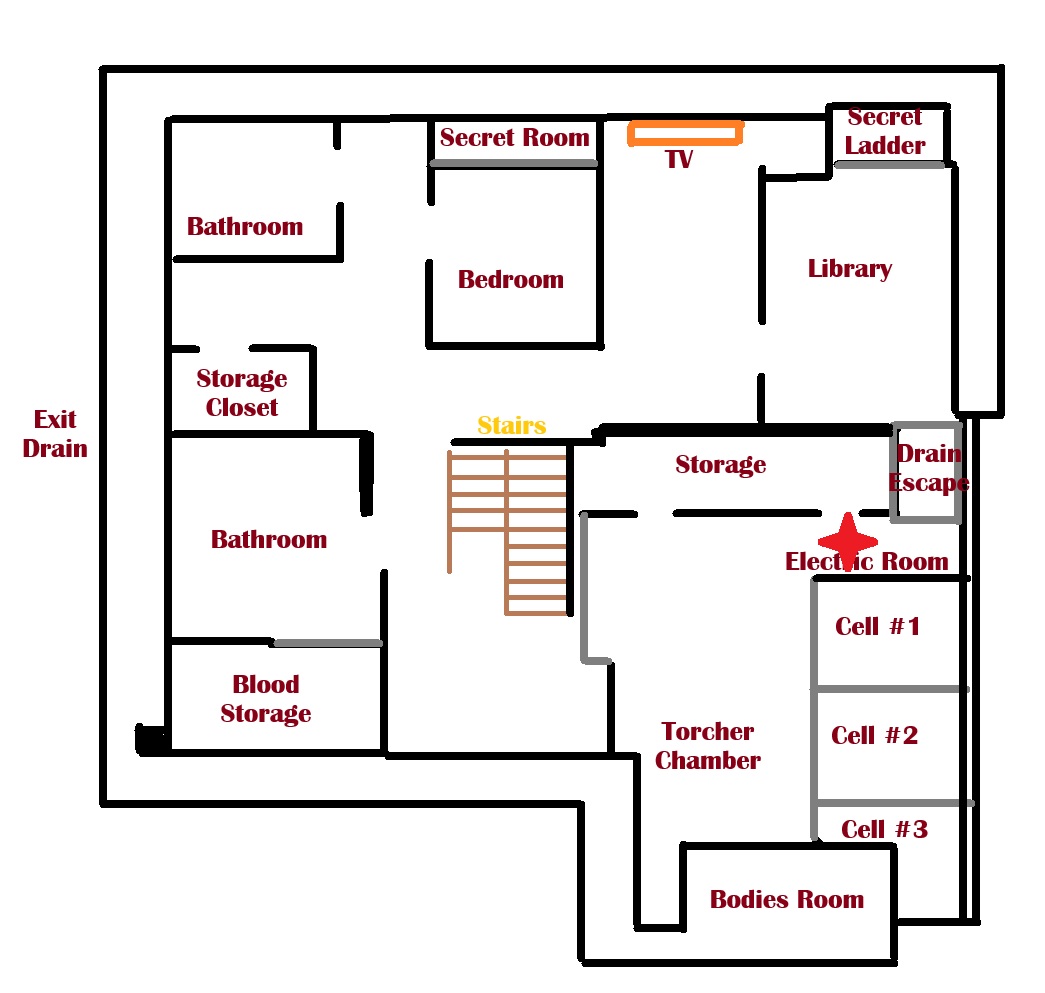 Secret
Ladder
Secret Room
TV
Bathroom
Bedroom
Library
Storage
Closet
Exit
Drain
Stairs
Storage
Drain
Escape
Bathroom
Electric Room
Cell #1
Blood
Storage
Torcher
Chamber
Cell #2
Cell #3
Bodies Room